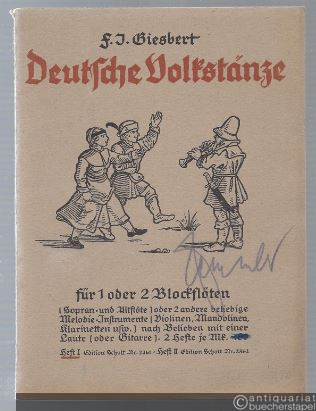 F. J. Giesbert
Deutsche Volkstänze
für 1 oder 2 Blockflöten
(Sopran- und Altflöte) oder 2 andere beliebige
Melodie-Instrumente (Violinen, Mandolinen,
Klarinetten usw.) nach Belieben mit einer
Laute (oder Gitarre). 2 Hefte je Mk.
Heft I Edition Schott Nr. Heft II Edition Schott Nr.
antiquariat
buecherstapel